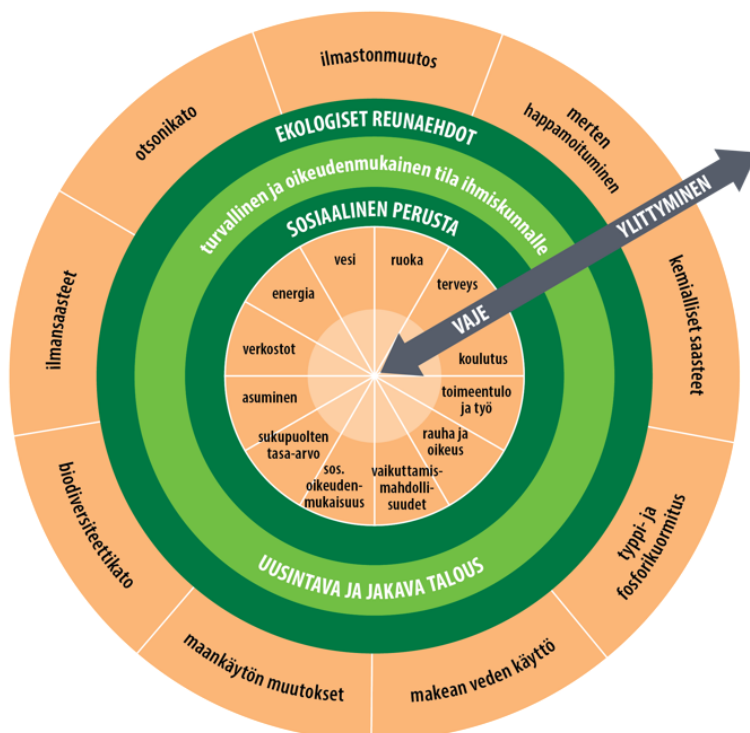 ilmastonmuutos
merten
happamoituminen
kemialliset saasteet
typpi- ja
fosforikuormitus
makean veden käyttö
maankäytön muutokset
biodiversiteettikato
ilmansaasteet
otsonikato
EKOLOGISET REUNAEHDOT
turvallinen ja oikeudenmukainen tila ihmiskunnalle
SOSIAALINEN PERUSTA
YLITTYMINEN
VAJE
vesi
ruoka
terveys
koulutus
toimeentulo
ja työ
rauha ja
oikeus
vaikuttamis-
mahdolli-
suudet
sos.
oikeuden-
mukaisuus
sukupuolten
tasa-arvo
asuminen
verkostot
energia
UUSINTAVA JA JAKAVA TALOUS